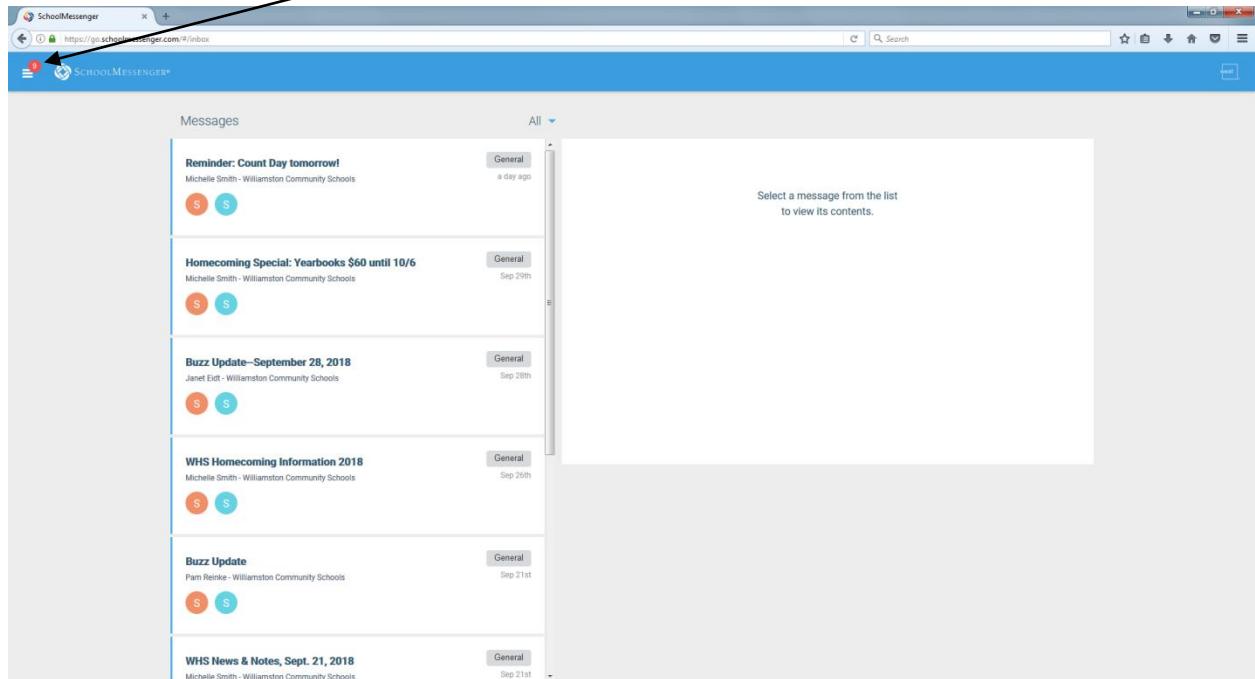 SchoolMessenger
https://go.schoolmessenger.com/#/inbox
Search
9
SCHOOLMESSENGER®
west
Messages
All
Reminder: Count Day tomorrow!
General
Michelle Smith - Williamston Community Schools
a day ago
S S
Select a message from the list
to view its contents.
Homecoming Special: Yearbooks $60 until 10/6
General
Michelle Smith - Williamston Community Schools
Sep 29th
S S
Buzz Update--September 28, 2018
General
Janet Eidt - Williamston Community Schools
Sep 28th
S S
WHS Homecoming Information 2018
General
Michelle Smith - Williamston Community Schools
Sep 26th
S S
Buzz Update
General
Pam Reinke - Williamston Community Schools
Sep 21st
S S
WHS News & Notes, Sept. 21, 2018
General
Michelle Smith - Williamston Community Schools
Sep 21st